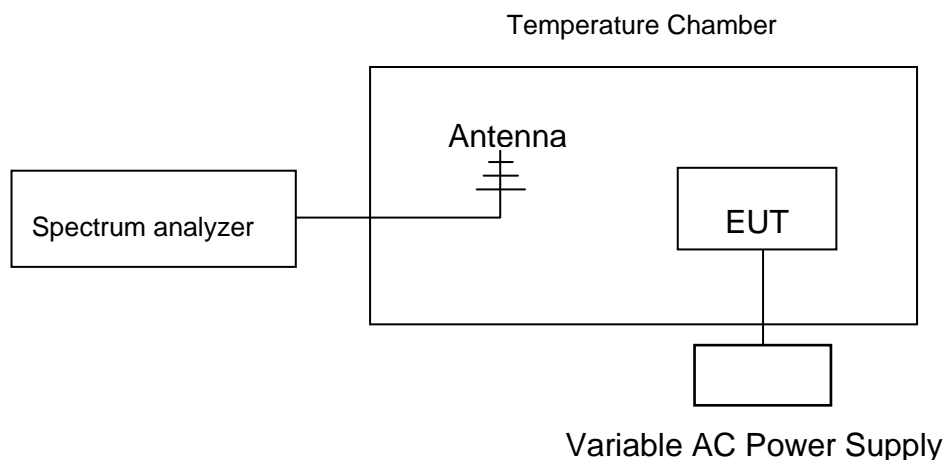 Temperature Chamber
Antenna
Spectrum analyzer
EUT
Variable AC Power Supply